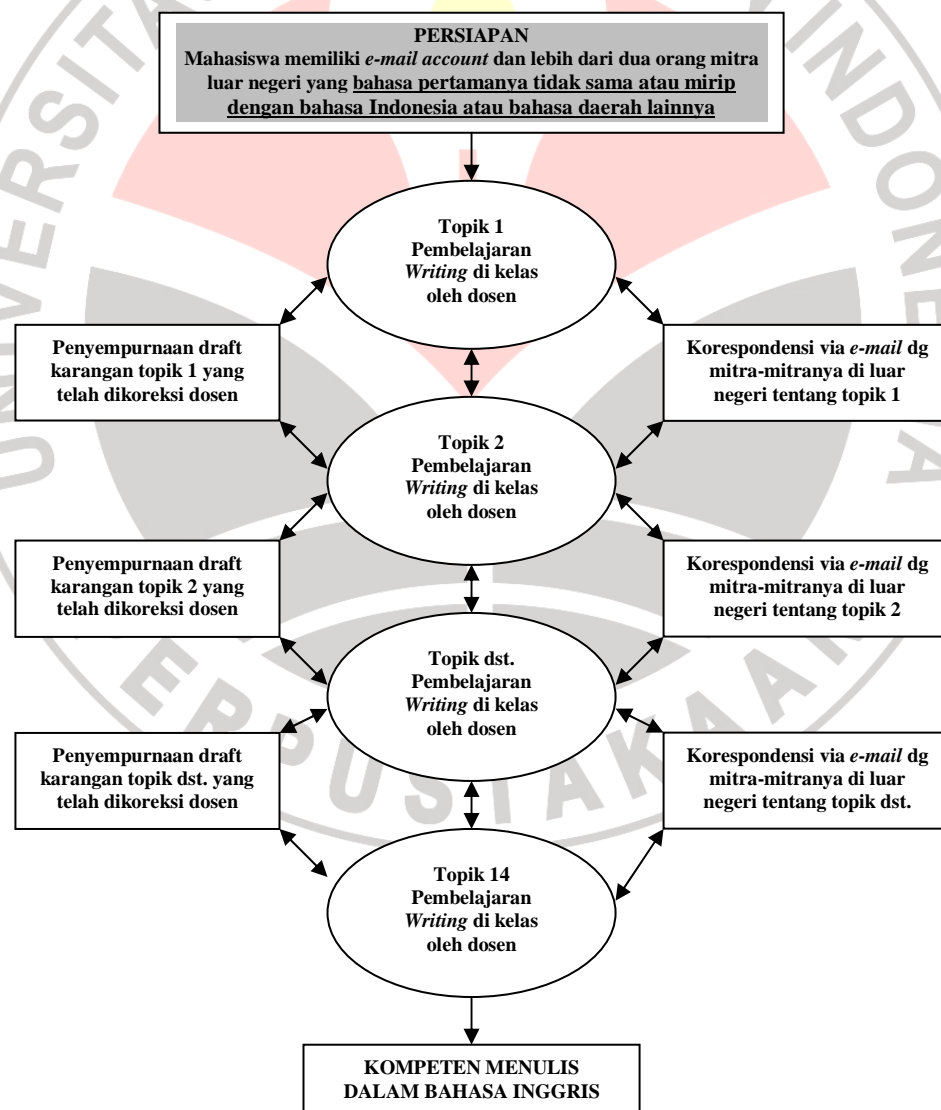 PERSIAPAN
Mahasiswa memiliki e-mail account dan lebih dari dua orang mitra
luar negeri yang bahasa pertamanya tidak sama atau mirip
dengan bahasa Indonesia atau bahasa daerah lainnya
Topik 1
Pembelajaran
Writing di kelas
oleh dosen
Penyempurnaan draft
karangan topik 1 yang
telah dikoreksi dosen
Korespondensi via e-mail dg
mitra-mitranya di luar
negeri tentang topik 1
Topik 2
Pembelajaran
Writing di kelas
oleh dosen
Penyempurnaan draft
karangan topik 2 yang
telah dikoreksi dosen
Korespondensi via e-mail dg
mitra-mitranya di luar
negeri tentang topik 2
Topik dst.
Pembelajaran
Writing di kelas
oleh dosen
Penyempurnaan draft
karangan topik dst. yang
telah dikoreksi dosen
Korespondensi via e-mail dg
mitra-mitranya di luar
negeri tentang topik dst.
Topik 14
Pembelajaran
Writing di kelas
oleh dosen
KOMPETEN MENULIS
DALAM BAHASA INGGRIS